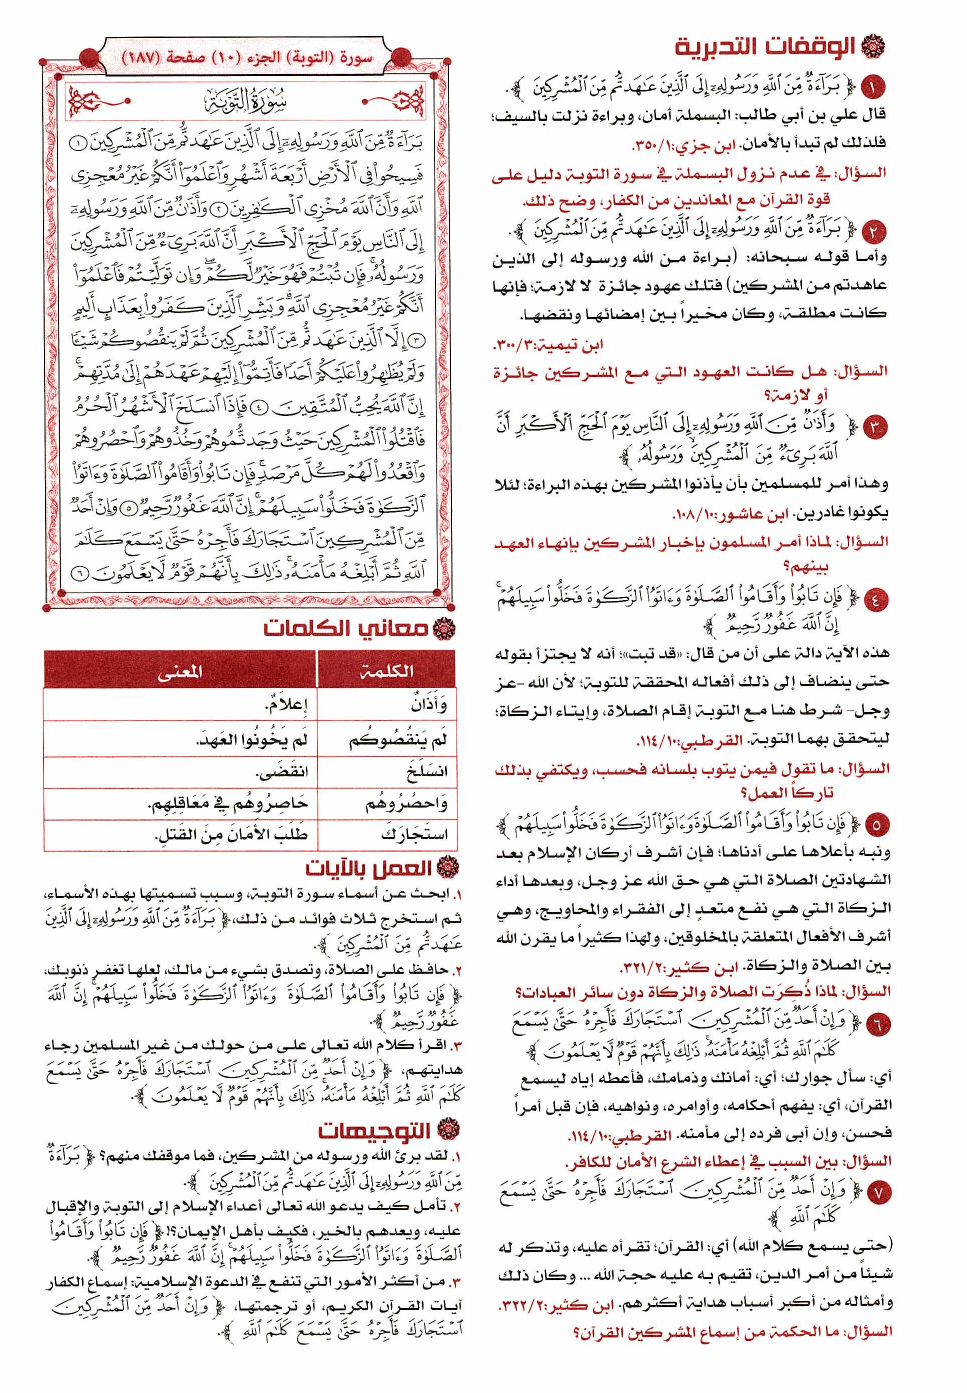 الوقفات التدبرية
١ ﴿ بَرَآءَةٌ مِّنَ ٱللَّهِ وَرَسُولِهِۦٓ إِلَى ٱلَّذِينَ عَٰهَدتُّم مِّنَ ٱلْمُشْرِكِينَ ﴾.
قال علي بن أبي طالب: البسملة أمان، وبراءة نزلت بالسيف؛
فلذلك لم تبدأ بالأمان. ابن جزي:١/٣٥٠.
السؤال: في عدم نزول البسملة في سورة التوبة دليل على
قوة القرآن مع المعاندين من الكفار، وضح ذلك.
٢ ﴿ بَرَآءَةٌ مِّنَ ٱللَّهِ وَرَسُولِهِۦٓ إِلَى ٱلَّذِينَ عَٰهَدتُّم مِّنَ ٱلْمُشْرِكِينَ ﴾.
وأما قوله سبحانه: (براءة من الله ورسوله إلى الذين
عاهدتم من المشركين) فتلك عهود جائزة لا لازمة؛ فإنها
كانت مطلقة، وكان مخيراً بين إمضائها ونقضها.
ابن تيمية:٣/٣٠٠.
السؤال: هل كانت العهود التي مع المشركين جائزة
أو لازمة؟
٣ ﴿ وَأَذَٰنٌ مِّنَ ٱللَّهِ وَرَسُولِهِۦٓ إِلَى ٱلنَّاسِ يَوْمَ ٱلْحَجِّ ٱلْأَكْبَرِ أَنَّ
ٱللَّهَ بَرِىٓءٌ مِّنَ ٱلْمُشْرِكِينَ وَرَسُولُهُۥ ﴾
وهذا أمر للمسلمين بأن يأذنوا المشركين بهذه البراءة؛ لئلا
يكونوا غادرين. ابن عاشور:١٠/١٠٨.
السؤال: لماذا أمر المسلمون بإخبار المشركين بإنهاء العهد
بينهم؟
٤ ﴿ فَإِن تَابُوا۟ وَأَقَامُوا۟ ٱلصَّلَوٰةَ وَءَاتَوُا۟ ٱلزَّكَوٰةَ فَخَلُّوا۟ سَبِيلَهُمْ ۚ
إِنَّ ٱللَّهَ غَفُورٌ رَّحِيمٌ ﴾
هذه الآية دالة على أن من قال: «قد تبت»؛ أنه لا يجتزأ بقوله
حتى ينضاف إلى ذلك أفعاله المحققة للتوبة؛ لأن الله -عز
وجل- شرط هنا مع التوبة إقام الصلاة، وإيتاء الزكاة؛
ليتحقق بهما التوبة. القرطبي:١٠/١١٤.
السؤال: ما تقول فيمن يتوب بلسانه فحسب، ويكتفي بذلك
تاركاً العمل؟
٥ ﴿ فَإِن تَابُوا۟ وَأَقَامُوا۟ ٱلصَّلَوٰةَ وَءَاتَوُا۟ ٱلزَّكَوٰةَ فَخَلُّوا۟ سَبِيلَهُمْ ﴾
ونبه بأعلاها على أدناها؛ فإن أشرف أركان الإسلام بعد
الشهادتين الصلاة التي هي حق الله عز وجل، وبعدها أداء
الزكاة التي هي نفع متعدٍ إلى الفقراء والمحاويج، وهي
أشرف الأفعال المتعلقة بالمخلوقين، ولهذا كثيراً ما يقرن الله
بين الصلاة والزكاة. ابن كثير:٢/٣٢١.
السؤال: لماذا ذُكِرَت الصلاة والزكاة دون سائر العبادات؟
٦ ﴿ وَإِنْ أَحَدٌ مِّنَ ٱلْمُشْرِكِينَ ٱسْتَجَارَكَ فَأَجِرْهُ حَتَّىٰ يَسْمَعَ
كَلَٰمَ ٱللَّهِ ثُمَّ أَبْلِغْهُ مَأْمَنَهُۥ ۚ ذَٰلِكَ بِأَنَّهُمْ قَوْمٌ لَّا يَعْلَمُونَ ﴾
أي: سأل جوارك؛ أي: أمانك وذمامك، فأعطه إياه ليسمع
القرآن، أي: يفهم أحكامه، وأوامره، ونواهيه، فإن قبل أمراً
فحسن، وإن أبى فرده إلى مأمنه. القرطبي:١٠/١١٤.
السؤال: بين السبب في إعطاء الشرع الأمان للكافر.
٧ ﴿ وَإِنْ أَحَدٌ مِّنَ ٱلْمُشْرِكِينَ ٱسْتَجَارَكَ فَأَجِرْهُ حَتَّىٰ يَسْمَعَ
كَلَٰمَ ٱللَّهِ ﴾
(حتى يسمع كلام الله) أي: القرآن؛ تقرأه عليه، وتذكر له
شيئاً من أمر الدين، تقيم به عليه حجة الله ... وكان ذلك
وأمثاله من أكبر أسباب هداية أكثرهم. ابن كثير:٢/٣٢٢.
السؤال: ما الحكمة من إسماع المشركين القرآن؟
سورة (التوبة) الجزء (١٠) صفحة (١٨٧)
سُورَةُ التَّوْبَةِ
بَرَآءَةٌ مِّنَ ٱللَّهِ وَرَسُولِهِۦٓ إِلَى ٱلَّذِينَ عَٰهَدتُّم مِّنَ ٱلْمُشْرِكِينَ ١
فَسِيحُوا۟ فِى ٱلْأَرْضِ أَرْبَعَةَ أَشْهُرٍ وَٱعْلَمُوٓا۟ أَنَّكُمْ غَيْرُ مُعْجِزِى
ٱللَّهِ ۙ وَأَنَّ ٱللَّهَ مُخْزِى ٱلْكَٰفِرِينَ ٢ وَأَذَٰنٌ مِّنَ ٱللَّهِ وَرَسُولِهِۦٓ
إِلَى ٱلنَّاسِ يَوْمَ ٱلْحَجِّ ٱلْأَكْبَرِ أَنَّ ٱللَّهَ بَرِىٓءٌ مِّنَ ٱلْمُشْرِكِينَ
وَرَسُولُهُۥ ۚ فَإِن تُبْتُمْ فَهُوَ خَيْرٌ لَّكُمْ ۖ وَإِن تَوَلَّيْتُمْ فَٱعْلَمُوٓا۟
أَنَّكُمْ غَيْرُ مُعْجِزِى ٱللَّهِ ۗ وَبَشِّرِ ٱلَّذِينَ كَفَرُوا۟ بِعَذَابٍ أَلِيمٍ
٣ إِلَّا ٱلَّذِينَ عَٰهَدتُّم مِّنَ ٱلْمُشْرِكِينَ ثُمَّ لَمْ يَنقُصُوكُمْ شَيْـًٔا
وَلَمْ يُظَٰهِرُوا۟ عَلَيْكُمْ أَحَدًا فَأَتِمُّوٓا۟ إِلَيْهِمْ عَهْدَهُمْ إِلَىٰ مُدَّتِهِمْ ۚ
إِنَّ ٱللَّهَ يُحِبُّ ٱلْمُتَّقِينَ ٤ فَإِذَا ٱنسَلَخَ ٱلْأَشْهُرُ ٱلْحُرُمُ
فَٱقْتُلُوا۟ ٱلْمُشْرِكِينَ حَيْثُ وَجَدتُّمُوهُمْ وَخُذُوهُمْ وَٱحْصُرُوهُمْ
وَٱقْعُدُوا۟ لَهُمْ كُلَّ مَرْصَدٍ ۚ فَإِن تَابُوا۟ وَأَقَامُوا۟ ٱلصَّلَوٰةَ وَءَاتَوُا۟
ٱلزَّكَوٰةَ فَخَلُّوا۟ سَبِيلَهُمْ ۚ إِنَّ ٱللَّهَ غَفُورٌ رَّحِيمٌ ٥ وَإِنْ أَحَدٌ
مِّنَ ٱلْمُشْرِكِينَ ٱسْتَجَارَكَ فَأَجِرْهُ حَتَّىٰ يَسْمَعَ كَلَٰمَ
ٱللَّهِ ثُمَّ أَبْلِغْهُ مَأْمَنَهُۥ ۚ ذَٰلِكَ بِأَنَّهُمْ قَوْمٌ لَّا يَعْلَمُونَ ٦
معاني الكلمات
الكلمة المعنى
وَأَذَانٌ إِعلاَمٌ.
لَم يَنقُصُوكُم لَم يَخُونُوا العَهدَ.
انسَلَخَ انقَضَى.
وَاحصُرُوهُم حَاصِرُوهُم فِي مَعَاقِلِهِم.
استَجَارَكَ طَلَبَ الأمَانَ مِنَ القَتلِ.
العمل بالآيات
١. ابحث عن أسماء سورة التوبة، وسبب تسميتها بهذه الأسماء،
ثم استخرج ثلاث فوائد من ذلك، ﴿ بَرَآءَةٌ مِّنَ ٱللَّهِ وَرَسُولِهِۦٓ إِلَى ٱلَّذِينَ
عَٰهَدتُّم مِّنَ ٱلْمُشْرِكِينَ ﴾.
٢. حافظ على الصلاة، وتصدق بشيء من مالك، لعلها تغفر ذنوبك،
﴿ فَإِن تَابُوا۟ وَأَقَامُوا۟ ٱلصَّلَوٰةَ وَءَاتَوُا۟ ٱلزَّكَوٰةَ فَخَلُّوا۟ سَبِيلَهُمْ ۚ إِنَّ ٱللَّهَ
غَفُورٌ رَّحِيمٌ ﴾.
٣. اقرأ كلام الله تعالى على من حولك من غير المسلمين رجاء
هدايتهم، ﴿ وَإِنْ أَحَدٌ مِّنَ ٱلْمُشْرِكِينَ ٱسْتَجَارَكَ فَأَجِرْهُ حَتَّىٰ يَسْمَعَ
كَلَٰمَ ٱللَّهِ ثُمَّ أَبْلِغْهُ مَأْمَنَهُۥ ۚ ذَٰلِكَ بِأَنَّهُمْ قَوْمٌ لَّا يَعْلَمُونَ ﴾.
التوجيهات
١. لقد برئ الله ورسوله من المشركين، فما موقفك منهم؟ ﴿ بَرَآءَةٌ
مِّنَ ٱللَّهِ وَرَسُولِهِۦٓ إِلَى ٱلَّذِينَ عَٰهَدتُّم مِّنَ ٱلْمُشْرِكِينَ ﴾.
٢. تأمل كيف يدعو الله تعالى أعداء الإسلام إلى التوبة والإقبال
عليه، ويعدهم بالخير، فكيف بأهل الإيمان؟! ﴿ فَإِن تَابُوا۟ وَأَقَامُوا۟
ٱلصَّلَوٰةَ وَءَاتَوُا۟ ٱلزَّكَوٰةَ فَخَلُّوا۟ سَبِيلَهُمْ ۚ إِنَّ ٱللَّهَ غَفُورٌ رَّحِيمٌ ﴾.
٣. من أكثر الأمور التي تنفع في الدعوة الإسلامية: إسماع الكفار
آيات القرآن الكريم، أو ترجمتها، ﴿ وَإِنْ أَحَدٌ مِّنَ ٱلْمُشْرِكِينَ
ٱسْتَجَارَكَ فَأَجِرْهُ حَتَّىٰ يَسْمَعَ كَلَٰمَ ٱللَّهِ ﴾.